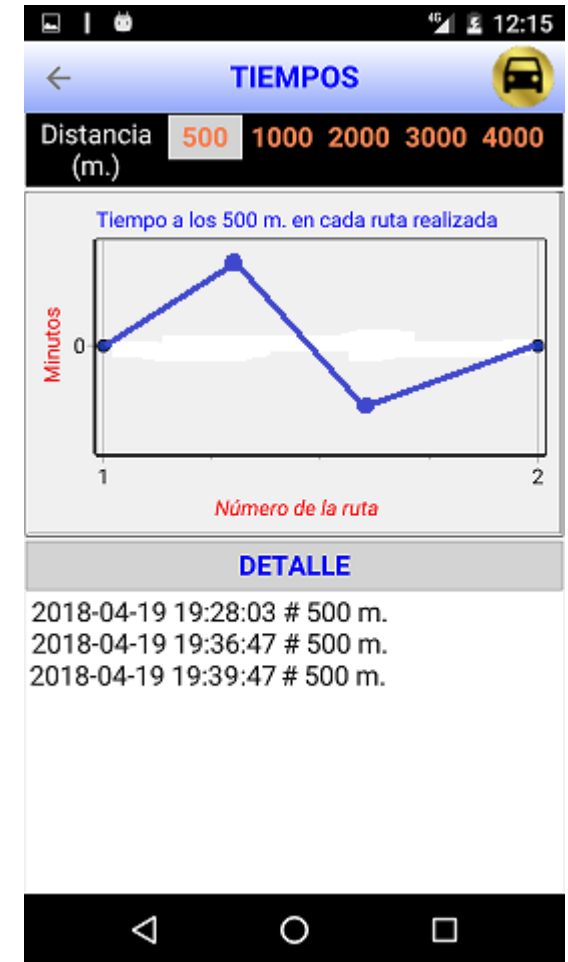 4G 12:15
TIEMPOS
Distancia (m.) 500 1000 2000 3000 4000
Tiempo a los 500 m. en cada ruta realizada
Minutos
0
1 2
Número de la ruta
DETALLE
2018-04-19 19:28:03 # 500 m.
2018-04-19 19:36:47 # 500 m.
2018-04-19 19:39:47 # 500 m.